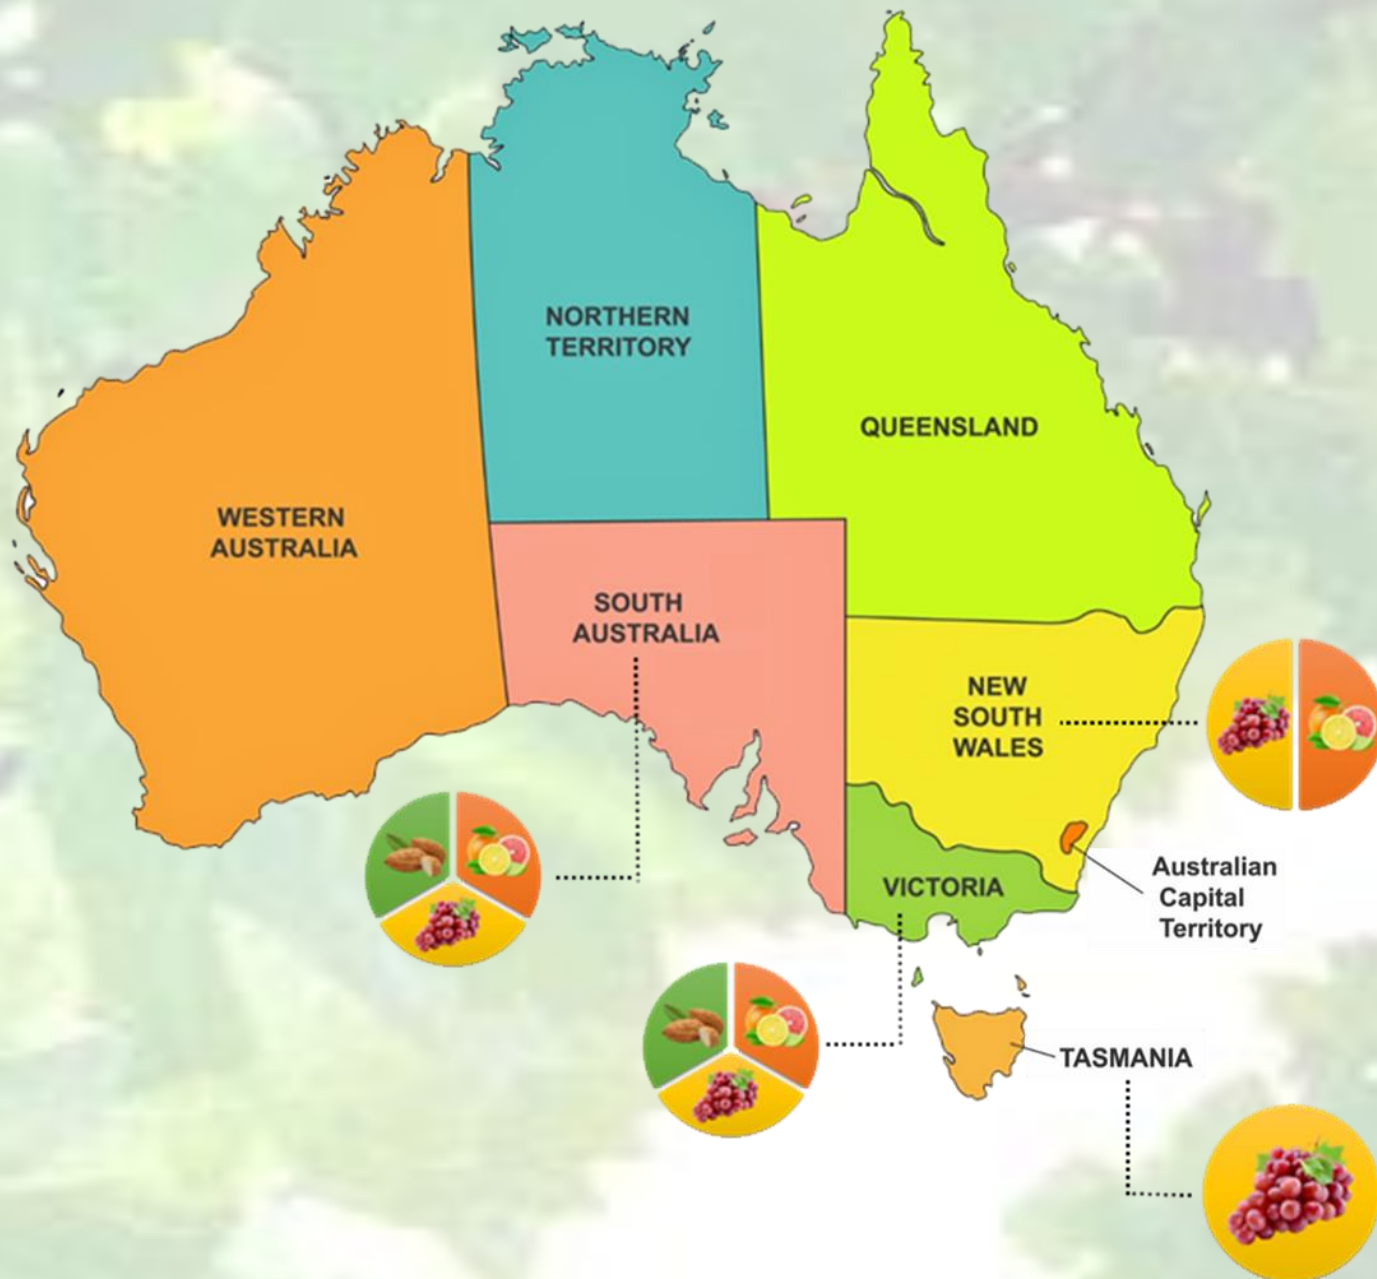 NORTHERN
TERRITORY
QUEENSLAND
WESTERN
AUSTRALIA
SOUTH
AUSTRALIA
NEW
SOUTH
WALES
VICTORIA
Australian
Capital
Territory
TASMANIA